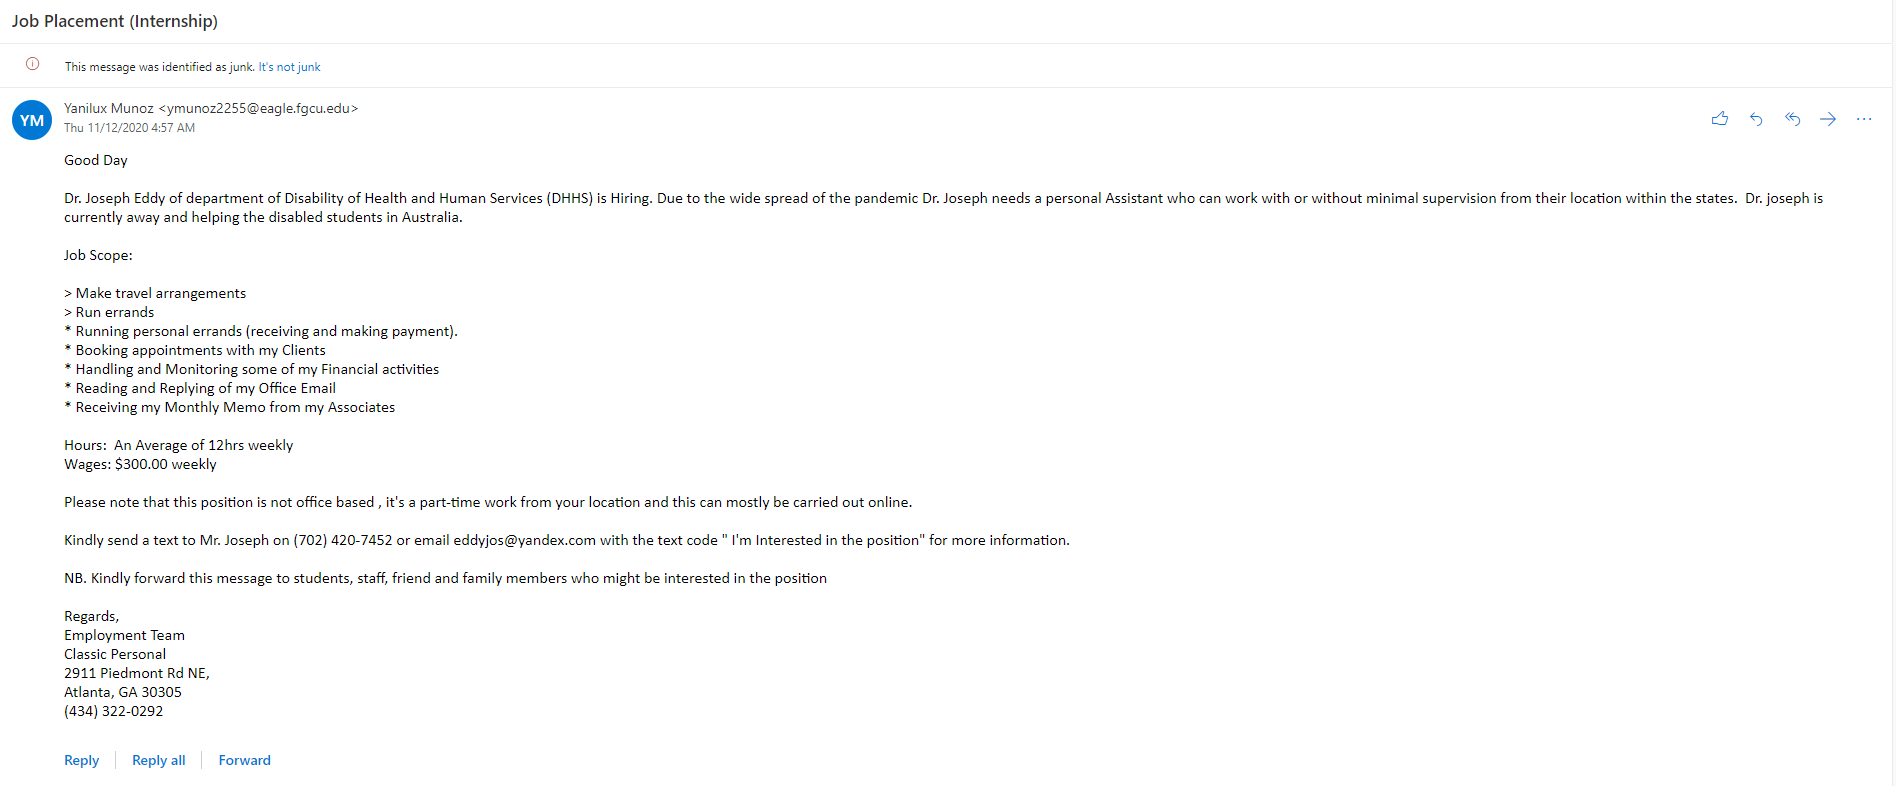 Job Placement (Internship)
This message was identified as junk. It's not junk
YM
Yanilux Munoz <ymunoz2255@eagle.fgcu.edu>
Thu 11/12/2020 4:57 AM
Good Day
Dr. Joseph Eddy of department of Disability of Health and Human Services (DHHS) is Hiring. Due to the wide spread of the pandemic Dr. Joseph needs a personal Assistant who can work with or without minimal supervision from their location within the states.  Dr. joseph is
currently away and helping the disabled students in Australia.
Job Scope:
> Make travel arrangements
> Run errands
* Running personal errands (receiving and making payment).
* Booking appointments with my Clients
* Handling and Monitoring some of my Financial activities
* Reading and Replying of my Office Email
* Receiving my Monthly Memo from my Associates
Hours:  An Average of 12hrs weekly
Wages: $300.00 weekly
Please note that this position is not office based , it's a part-time work from your location and this can mostly be carried out online.
Kindly send a text to Mr. Joseph on (702) 420-7452 or email eddyjos@yandex.com with the text code " I'm Interested in the position" for more information.
NB. Kindly forward this message to students, staff, friend and family members who might be interested in the position
Regards,
Employment Team
Classic Personal
2911 Piedmont Rd NE,
Atlanta, GA 30305
(434) 322-0292
Reply
Reply all
Forward